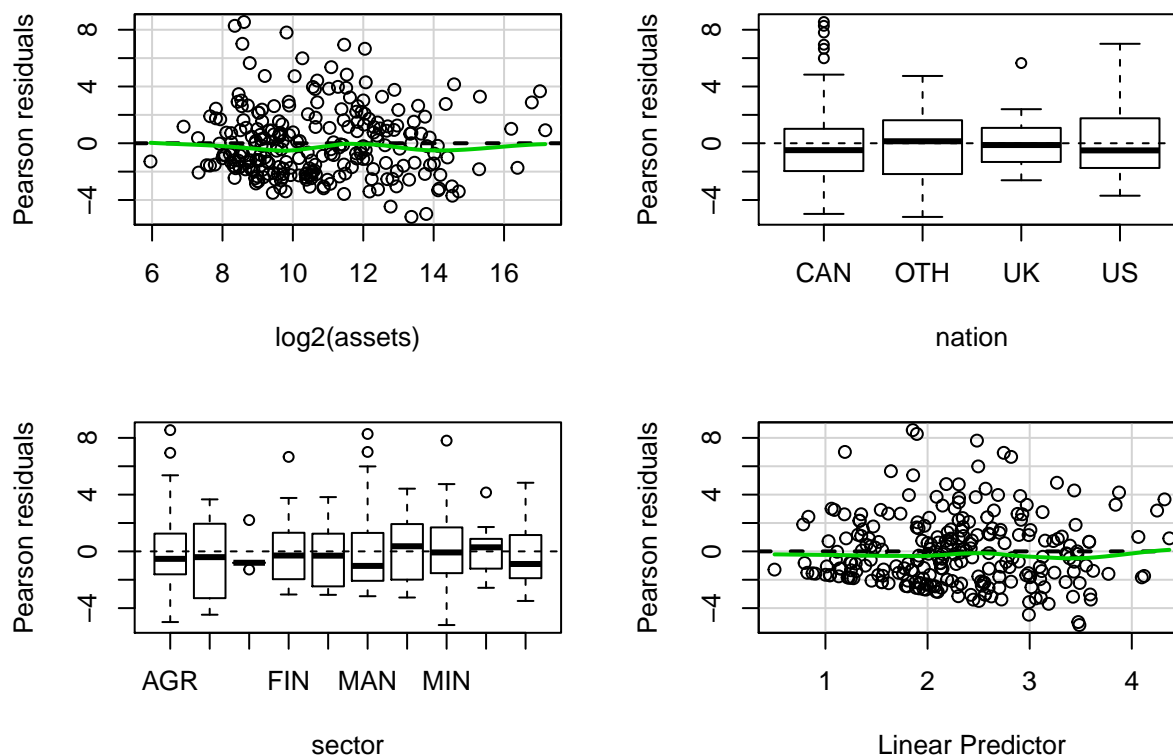 Pearson residuals
8
4
0
−4
6 8 10 12 14 16
log2(assets)
Pearson residuals
8
4
0
−4
CAN OTH UK US
nation
Pearson residuals
8
4
0
−4
AGR FIN MAN MIN
sector
Pearson residuals
8
4
0
−4
1 2 3 4
Linear Predictor